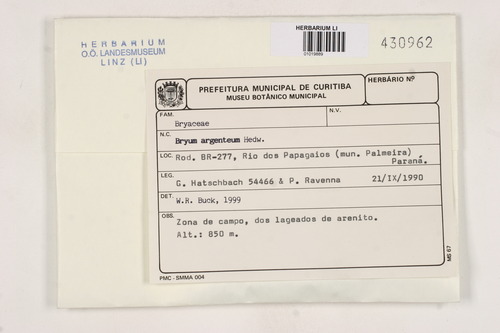 HERBARIUM
O.Ö. LANDESMUSEUM
LINZ (LI)
HERBARIUM LI
430962
PREFEITURA MUNICIPAL DE CURITIBA
MUSEU BOTÂNICO MUNICIPAL
HERBÁRIO Nº
FAM.
Bryaceae
N.V.
N.C.
Bryum argenteum Hedw.
LOC. Rod. BR-277, Rio dos Papagaios (mun. Palmeira),
Paraná.
LEG.
G. Hatschbach 54466 & P. Ravenna 21/IX/1990
DET.
W.R. Buck, 1999
OBS.
Zona de campo, dos lageados de arenito.
Alt.: 850 m.
PMC - SMMA 004
MS 67